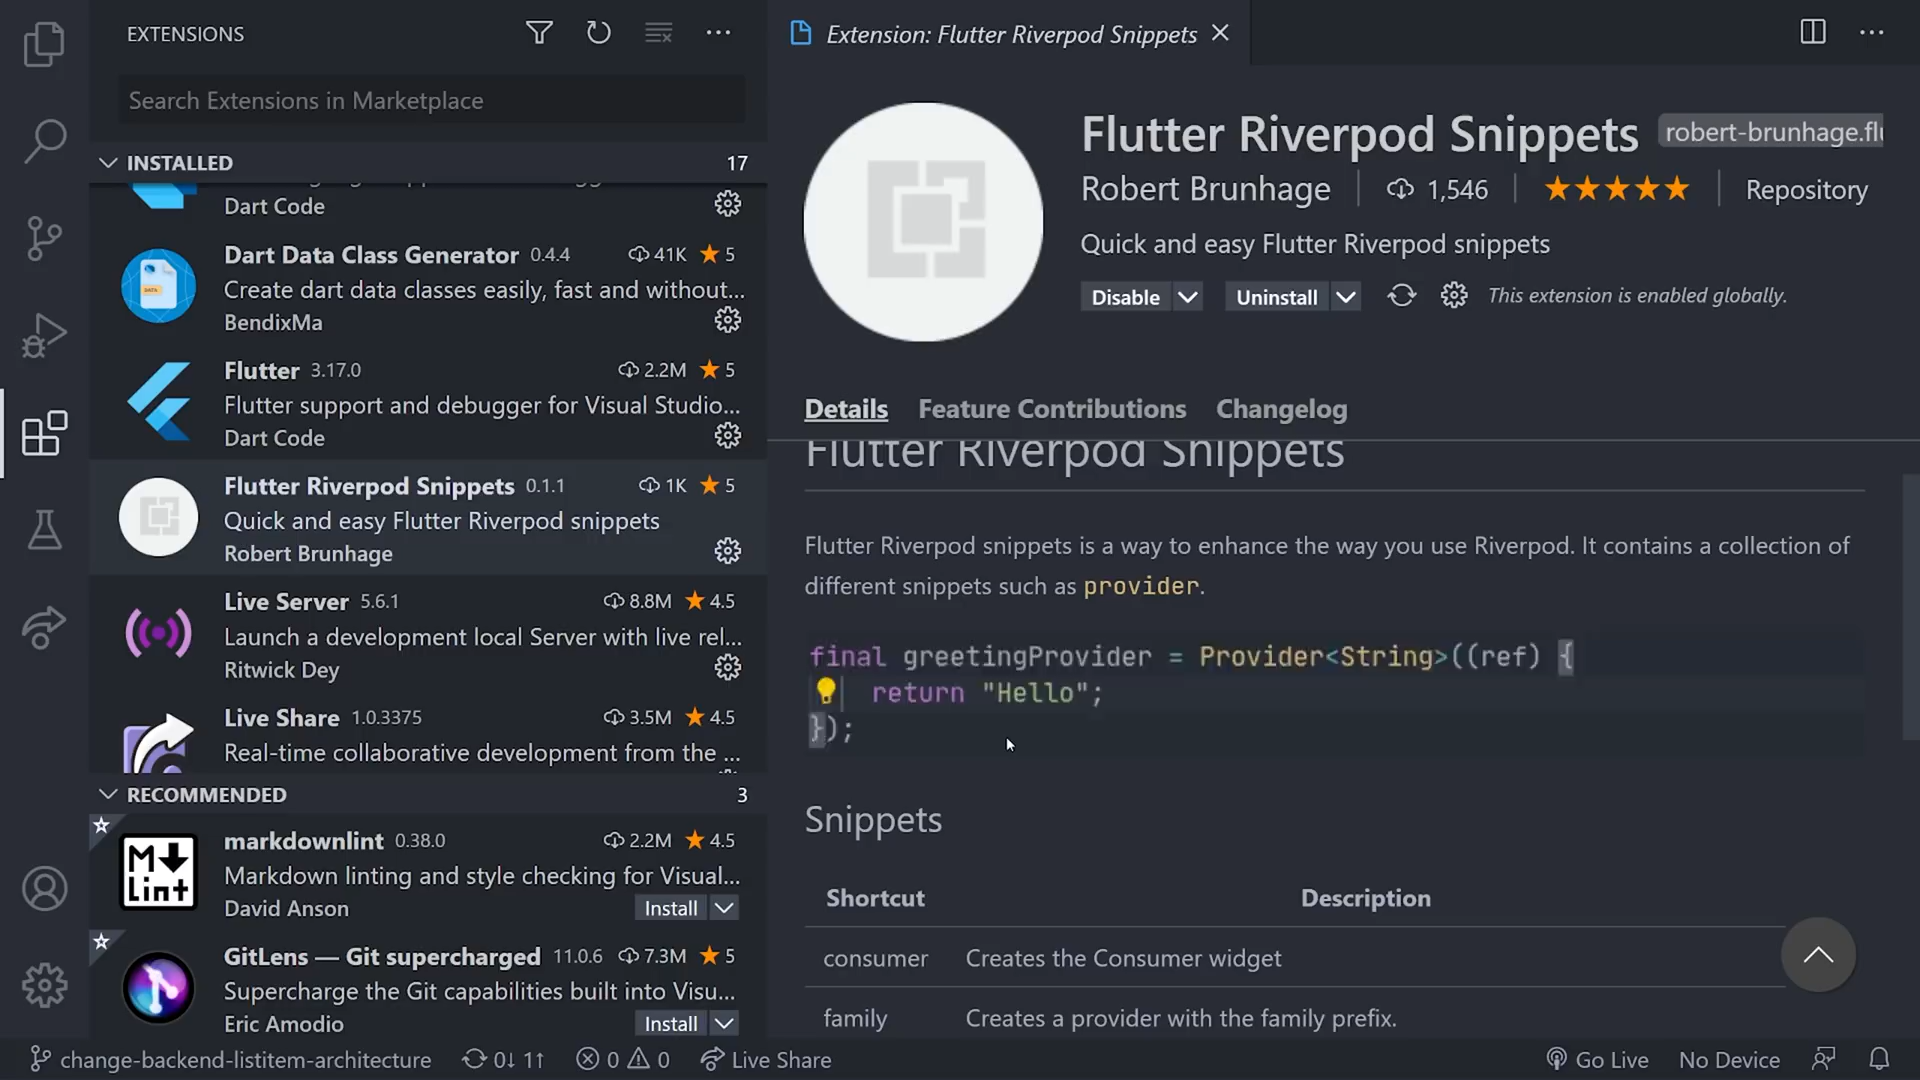 EXTENSIONS
Search Extensions in Marketplace
INSTALLED 17
Dart Code
Dart Data Class Generator 0.4.4 41K 5
Create dart data classes easily, fast and without...
BendixMa
Flutter 3.17.0 2.2M 5
Flutter support and debugger for Visual Studio...
Dart Code
Flutter Riverpod Snippets 0.1.1 1K 5
Quick and easy Flutter Riverpod snippets
Robert Brunhage
Live Server 5.6.1 8.8M 4.5
Launch a development local Server with live rel...
Ritwick Dey
Live Share 1.0.3375 3.5M 4.5
Real-time collaborative development from the ...
RECOMMENDED 3
markdownlint 0.38.0 2.2M 4.5
Markdown linting and style checking for Visual...
David Anson Install
M Lint
GitLens — Git supercharged 11.0.6 7.3M 5
Supercharge the Git capabilities built into Visu...
Eric Amodio Install
Extension: Flutter Riverpod Snippets
Flutter Riverpod Snippets robert-brunhage.flu
Robert Brunhage 1,546 Repository
Quick and easy Flutter Riverpod snippets
Disable Uninstall This extension is enabled globally.
Details Feature Contributions Changelog
Flutter Riverpod Snippets
Flutter Riverpod snippets is a way to enhance the way you use Riverpod. It contains a collection of
different snippets such as provider.
final greetingProvider = Provider<String>((ref) {
return "Hello";
});
Snippets
Shortcut Description
consumer Creates the Consumer widget
family Creates a provider with the family prefix.
change-backend-listitem-architecture 0↓ 1↑ 0 0 Live Share Go Live No Device